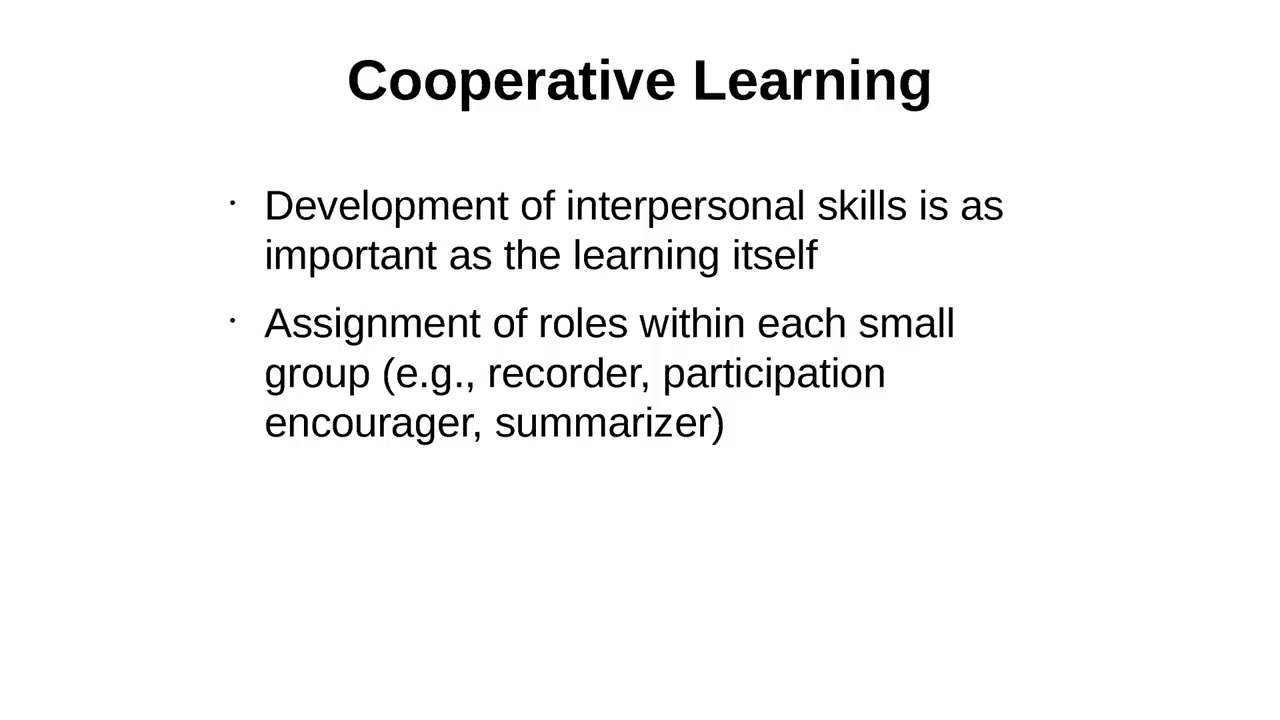 Cooperative Learning
· Development of interpersonal skills is as
important as the learning itself
· Assignment of roles within each small
group (e.g., recorder, participation
encourager, summarizer)